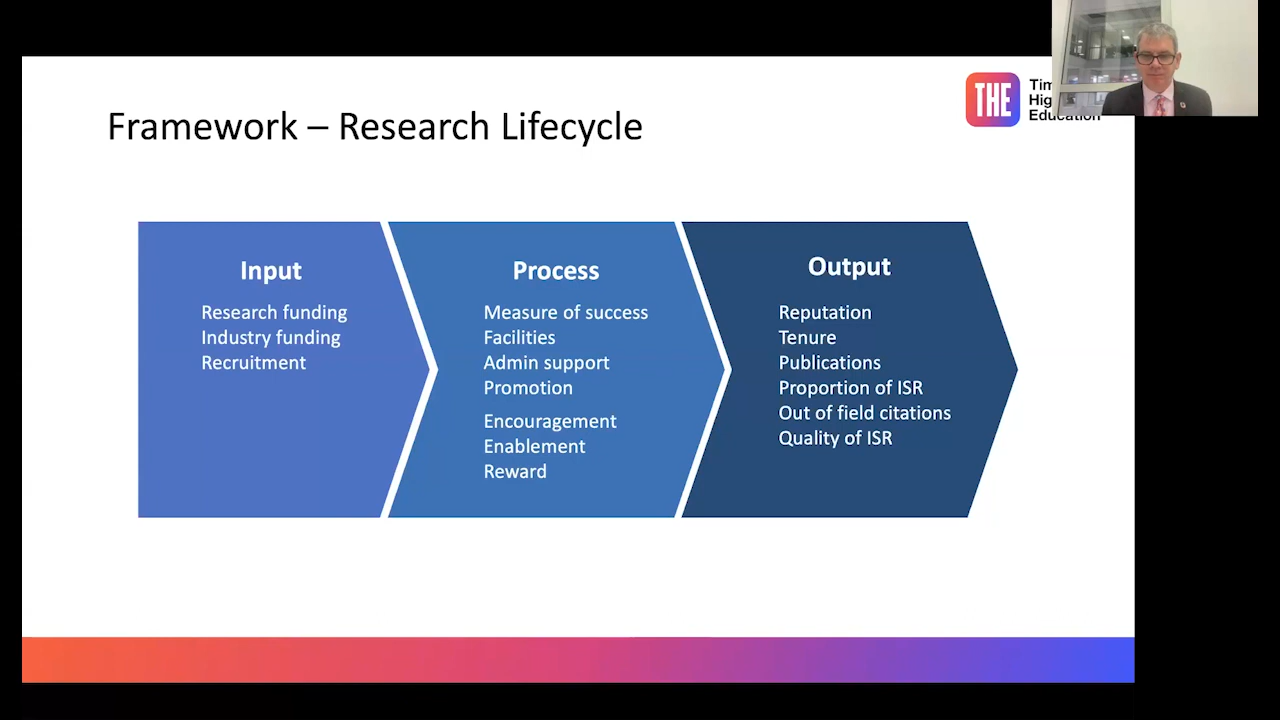 Framework – Research Lifecycle
THE
Education
Input
Research funding
Industry funding
Recruitment
Process
Measure of success
Facilities
Admin support
Promotion
Encouragement
Enablement
Reward
Output
Reputation
Tenure
Publications
Proportion of ISR
Out of field citations
Quality of ISR